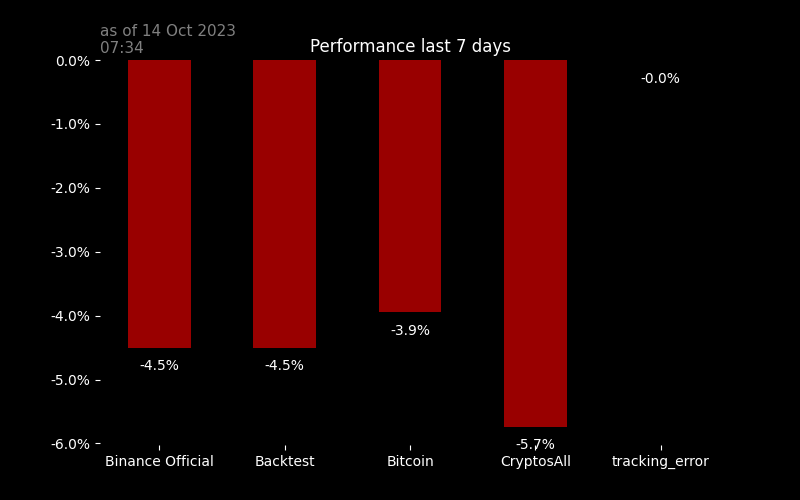 as of 14 Oct 2023
07:34
Performance last 7 days
0.0%
-1.0%
-2.0%
-3.0%
-4.0%
-5.0%
-6.0%
-4.5%
-4.5%
-3.9%
-5.7%
-0.0%
Binance Official
Backtest
Bitcoin
CryptosAll
tracking_error